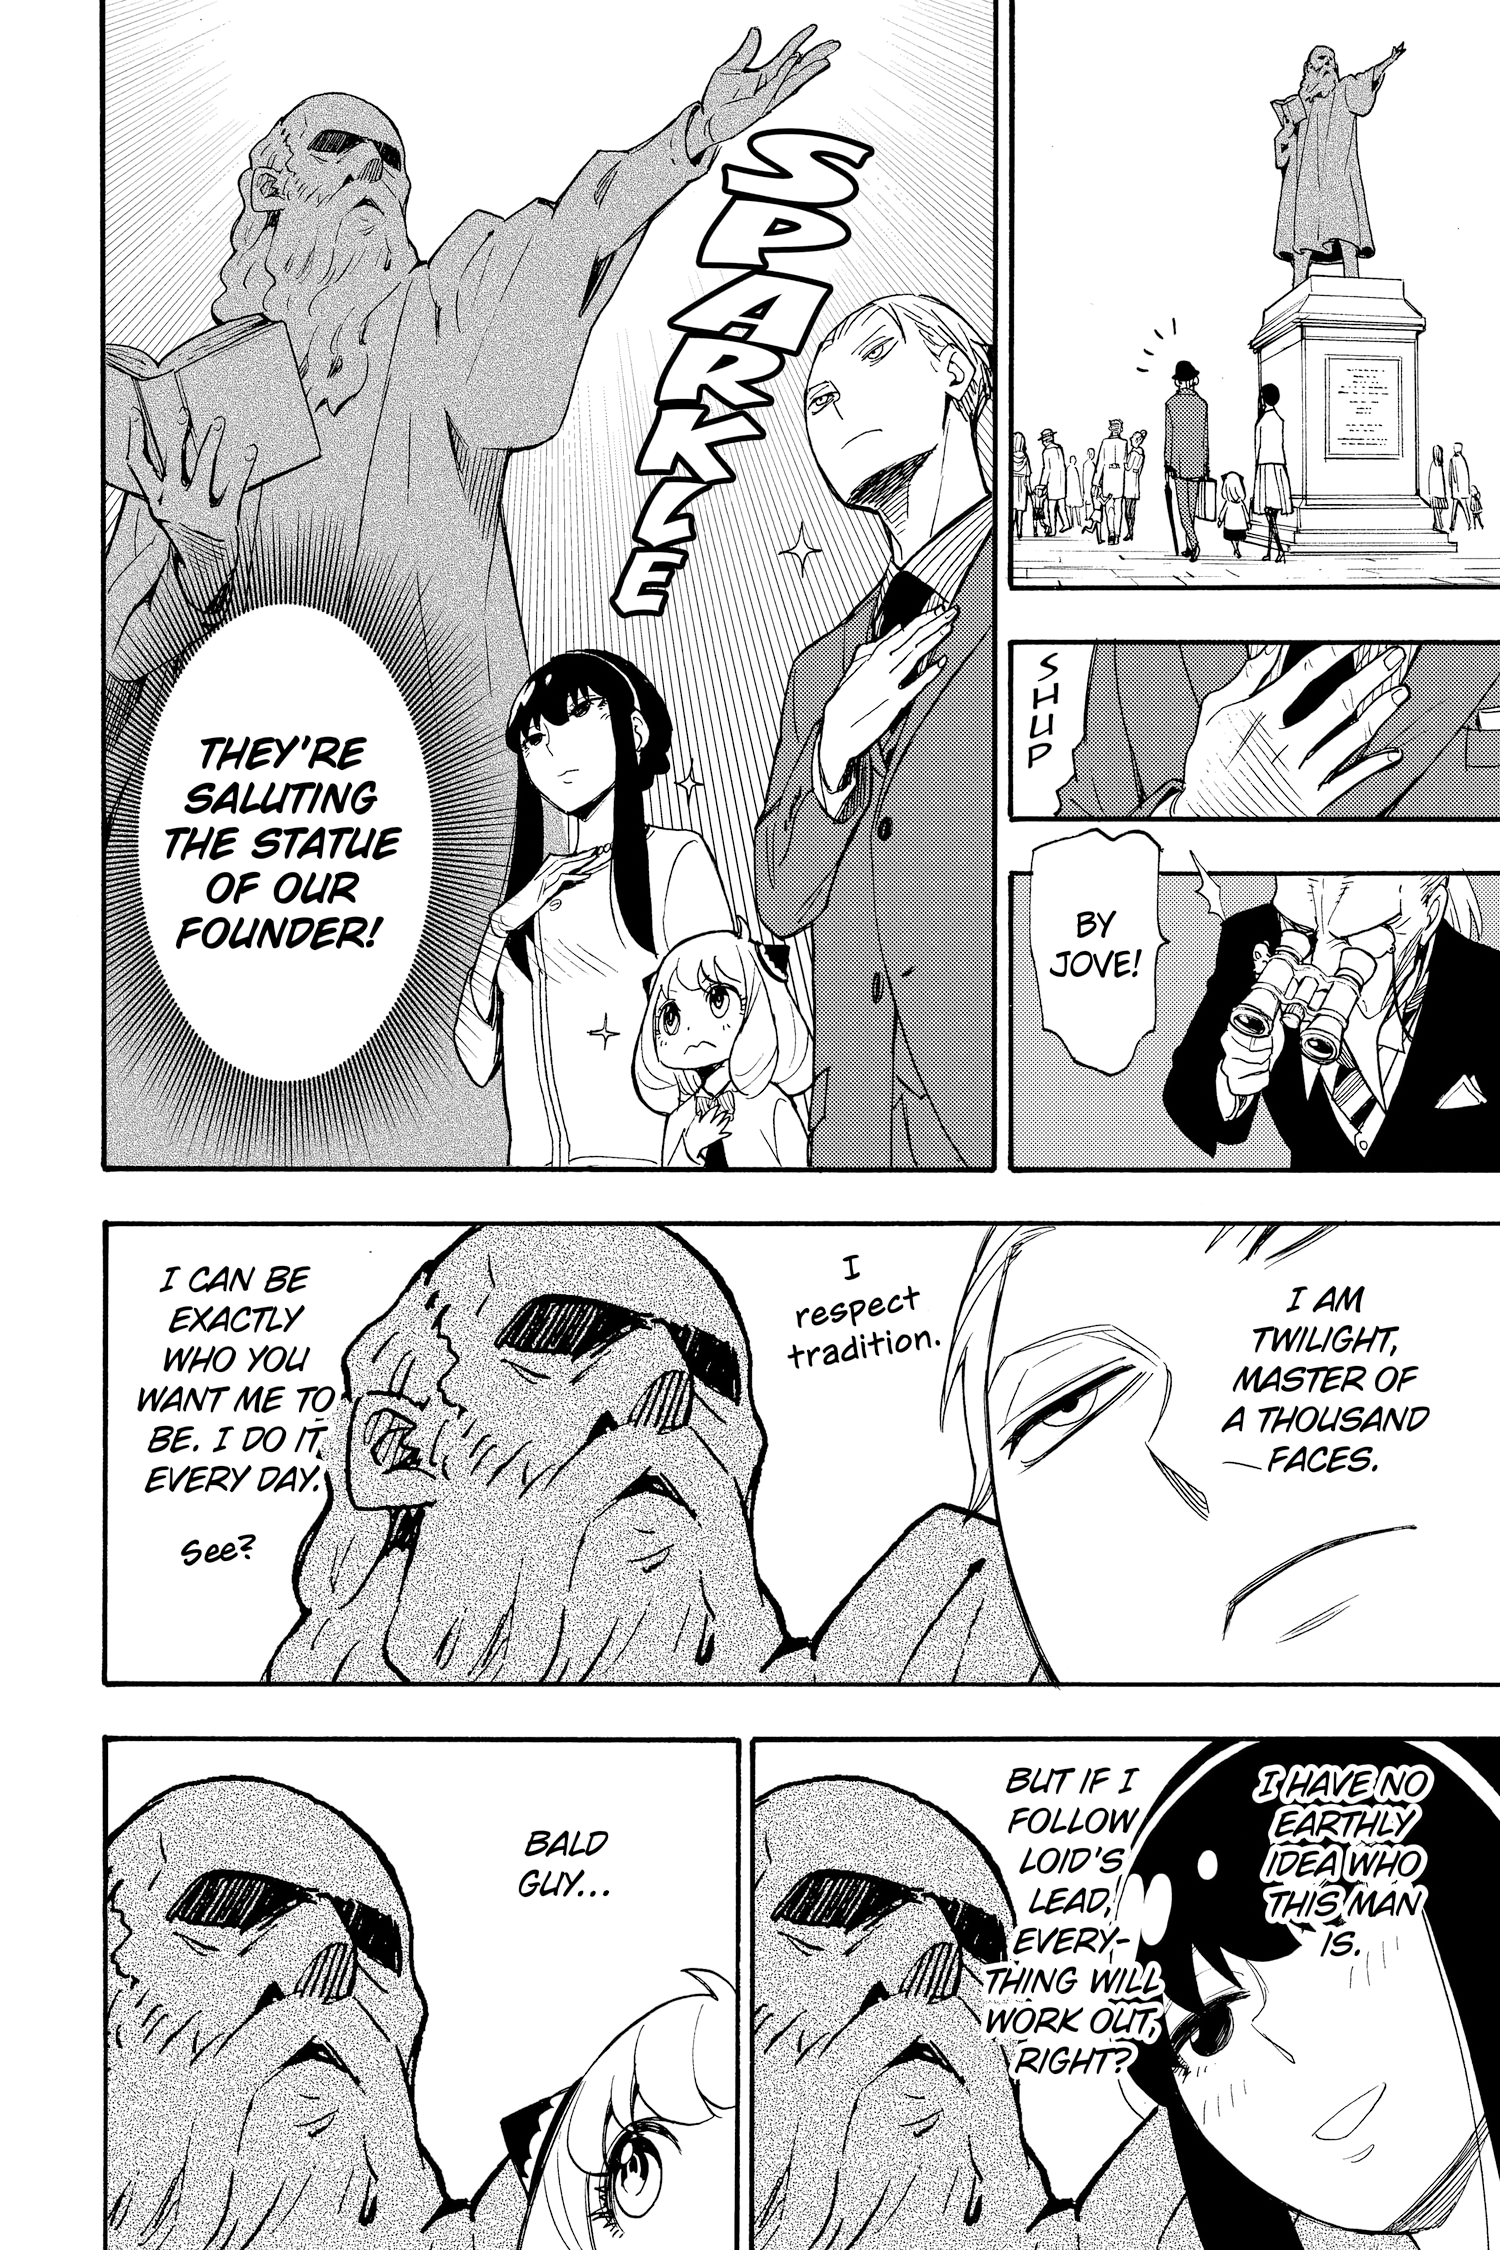 SHUP
BY
JOVE!
SPARKLE
THEY'RE
SALUTING
THE STATUE
OF OUR
FOUNDER!
I AM
TWILIGHT,
MASTER OF
A THOUSAND
FACES.
I
respect
tradition.
I CAN BE
EXACTLY
WHO YOU
WANT ME TO
BE. I DO IT
EVERY DAY.
See?
I HAVE NO
EARTHLY
IDEA WHO
THIS MAN
IS.
BUT IF I
FOLLOW
LOID'S
LEAD,
EVERY-
THING WILL
WORK OUT,
RIGHT?
BALD
GUY...